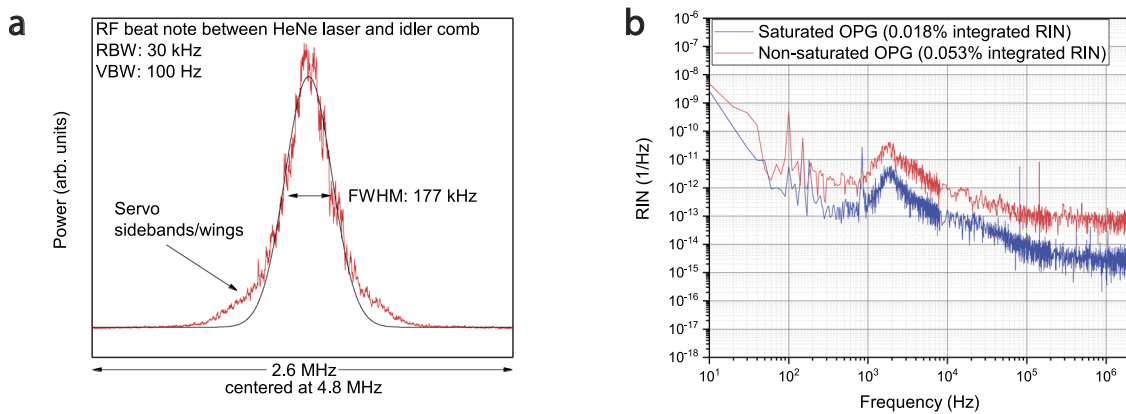 a
RF beat note between HeNe laser and idler comb
RBW: 30 kHz
VBW: 100 Hz
Power (arb. units)
FWHM: 177 kHz
Servo
sidebands/wings
2.6 MHz
centered at 4.8 MHz
b
Saturated OPG (0.018% integrated RIN)
Non-saturated OPG (0.053% integrated RIN)
RIN (1/Hz)
10⁻⁶
10⁻⁷
10⁻⁸
10⁻⁹
10⁻¹⁰
10⁻¹¹
10⁻¹²
10⁻¹³
10⁻¹⁴
10⁻¹⁵
10⁻¹⁶
10⁻¹⁷
10⁻¹⁸
10¹ 10² 10³ 10⁴ 10⁵ 10⁶
Frequency (Hz)